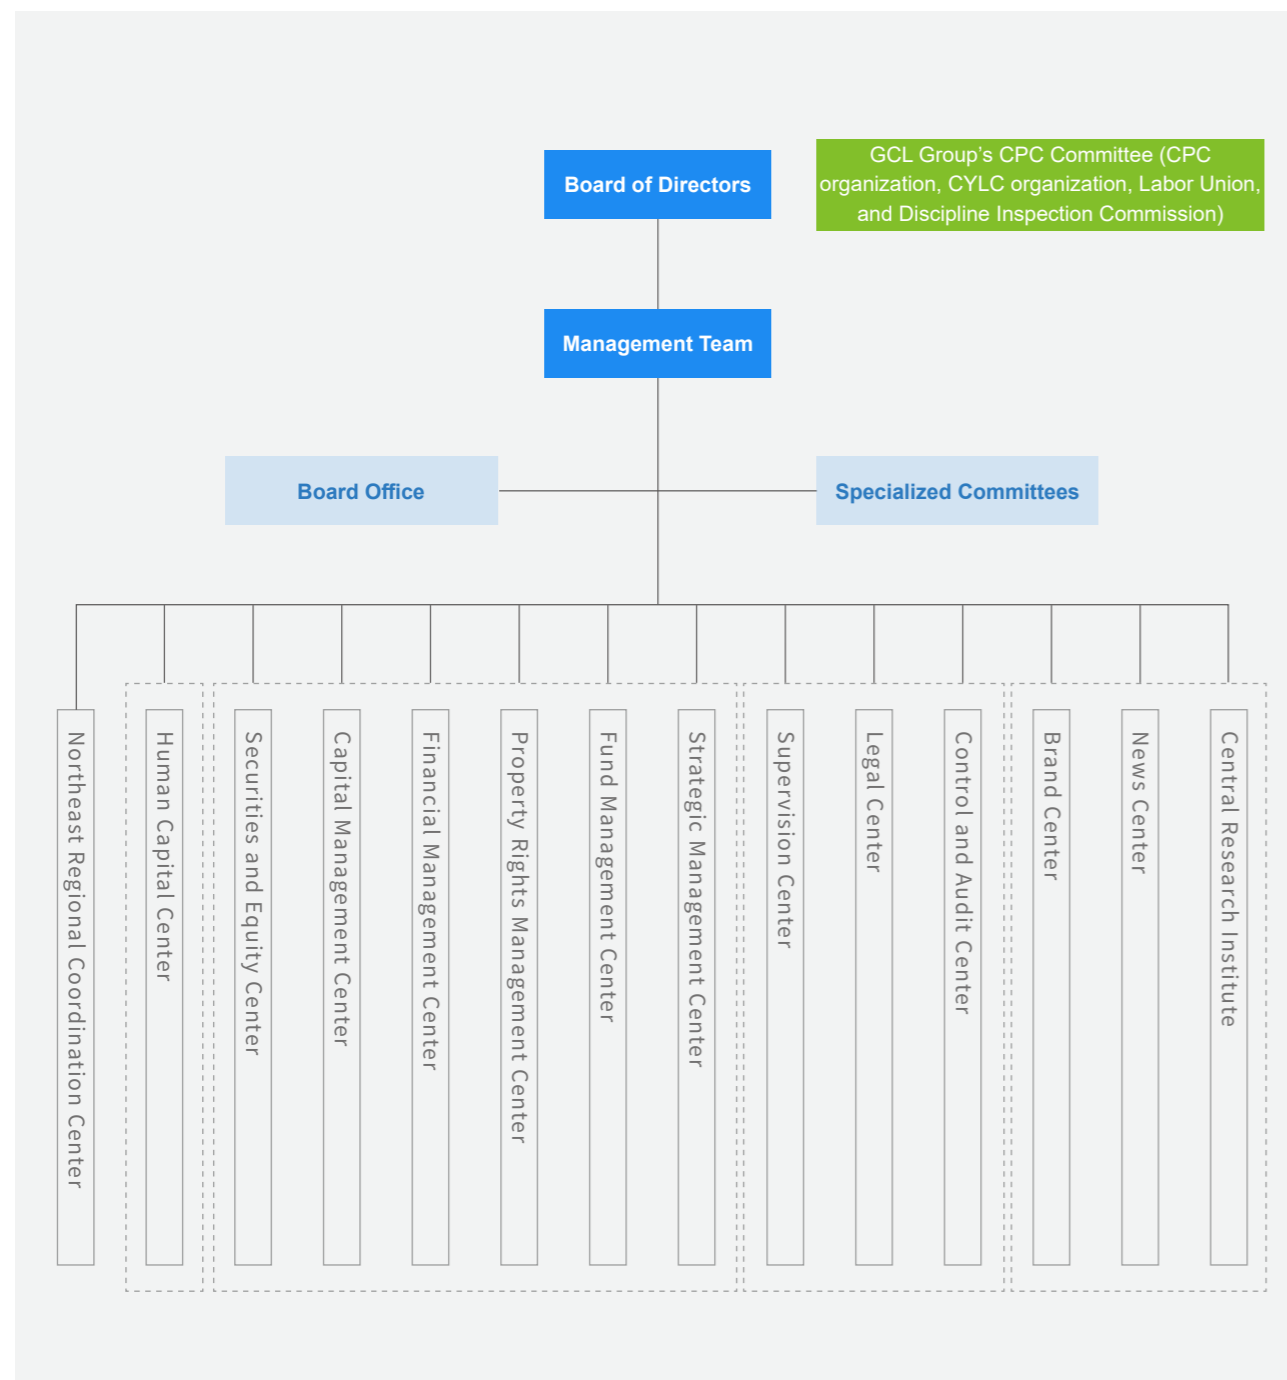 Board of Directors
GCL Group's CPC Committee (CPC
organization, CYLC organization, Labor Union,
and Discipline Inspection Commission)
Management Team
Board Office
Specialized Committees
Northeast Regional Coordination Center
Human Capital Center
Securities and Equity Center
Capital Management Center
Financial Management Center
Property Rights Management Center
Fund Management Center
Strategic Management Center
Supervision Center
Legal Center
Control and Audit Center
Brand Center
News Center
Central Research Institute